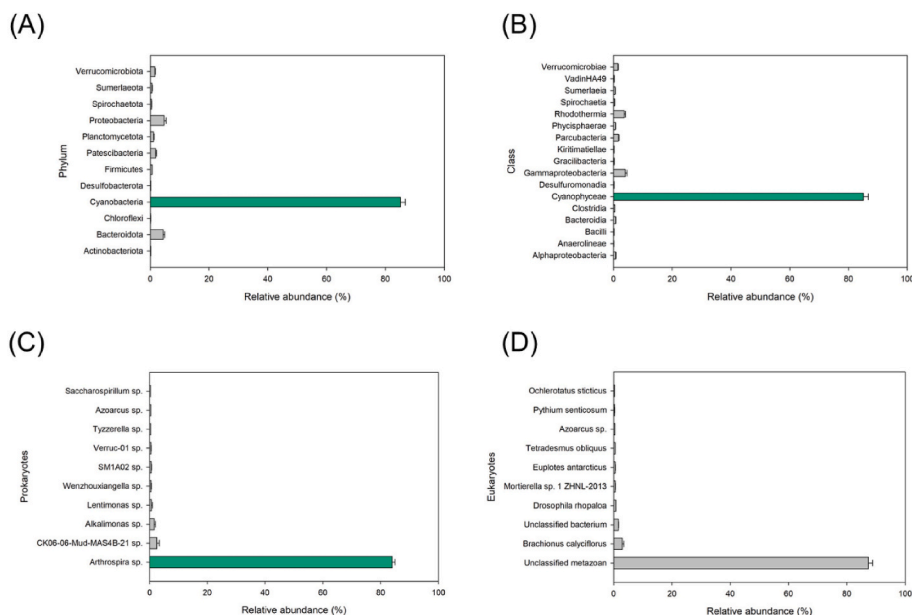 (A)
Phylum
Verrucomicrobiota
Sumerlaeota
Spirochaetota
Proteobacteria
Planctomycetota
Patescibacteria
Firmicutes
Desulfobacterota
Cyanobacteria
Chloroflexi
Bacteroidota
Actinobacteriota
0 20 40 60 80 100
Relative abundance (%)
(B)
Class
Verrucomicrobiae
VadinHA49
Sumerlaeia
Spirochaetia
Rhodothermia
Phycisphaerae
Parcubacteria
Kiritimatiellae
Gracilibacteria
Gammaproteobacteria
Desulfuromonadia
Cyanophyceae
Clostridia
Bacteroidia
Bacilli
Anaerolineae
Alphaproteobacteria
0 20 40 60 80 100
Relative abundance (%)
(C)
Prokaryotes
Saccharospirillum sp.
Azoarcus sp.
Tyzzerella sp.
Verruc-01 sp.
SM1A02 sp.
Wenzhouxiangella sp.
Lentimonas sp.
Alkalimonas sp.
CK06-06-Mud-MAS4B-21 sp.
Arthrospira sp.
0 20 40 60 80 100
Relative abundance (%)
(D)
Eukaryotes
Ochlerotatus sticticus
Pythium senticosum
Azoarcus sp.
Tetradesmus obliquus
Euplotes antarcticus
Mortierella sp. 1 ZHNL-2013
Drosophila rhopaloa
Unclassified bacterium
Brachionus calyciflorus
Unclassified metazoan
0 20 40 60 80 100
Relative abundance (%)